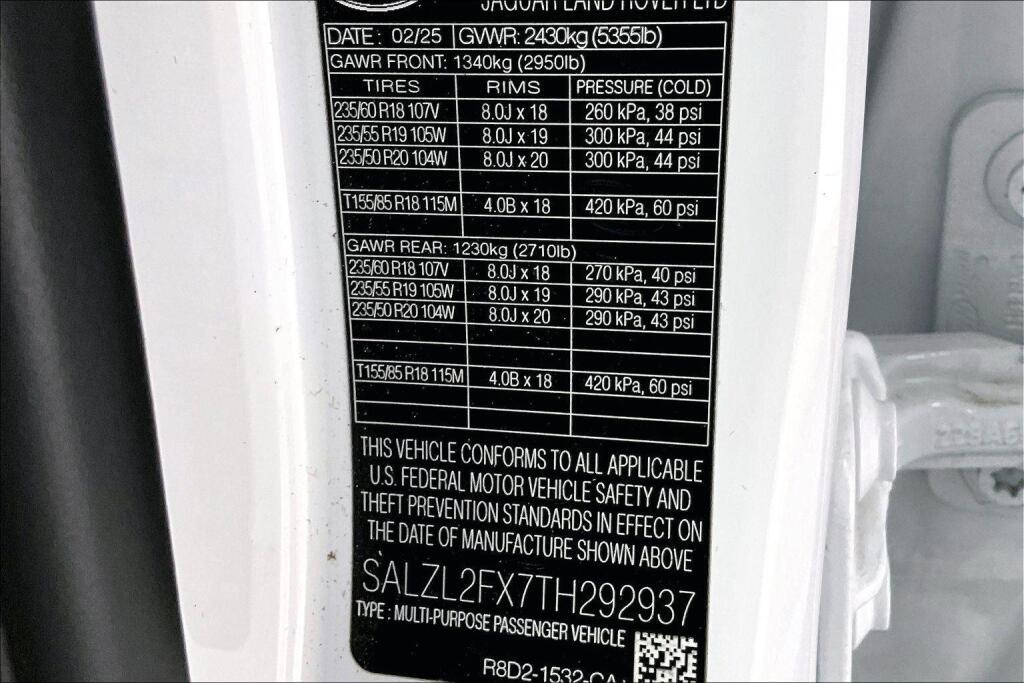 JAGUAR LAND ROVER LTD
DATE: 02/25 GVWR: 2430kg (5355lb)
GAWR FRONT: 1340kg (2950lb)
TIRES RIMS PRESSURE (COLD)
235/60 R18 107V 8.0J x 18 260 kPa, 38 psi
235/55 R19 105W 8.0J x 19 300 kPa, 44 psi
235/50 R20 104W 8.0J x 20 300 kPa, 44 psi
T155/85 R18 115M 4.0B x 18 420 kPa, 60 psi
GAWR REAR: 1230kg (2710lb)
235/60 R18 107V 8.0J x 18 270 kPa, 40 psi
235/55 R19 105W 8.0J x 19 290 kPa, 43 psi
235/50 R20 104W 8.0J x 20 290 kPa, 43 psi
T155/85 R18 115M 4.0B x 18 420 kPa, 60 psi
THIS VEHICLE CONFORMS TO ALL APPLICABLE
U.S. FEDERAL MOTOR VEHICLE SAFETY AND
THEFT PREVENTION STANDARDS IN EFFECT ON
THE DATE OF MANUFACTURE SHOWN ABOVE
SALZL2FX7TH292937
TYPE : MULTI-PURPOSE PASSENGER VEHICLE
R8D2-1532-CA